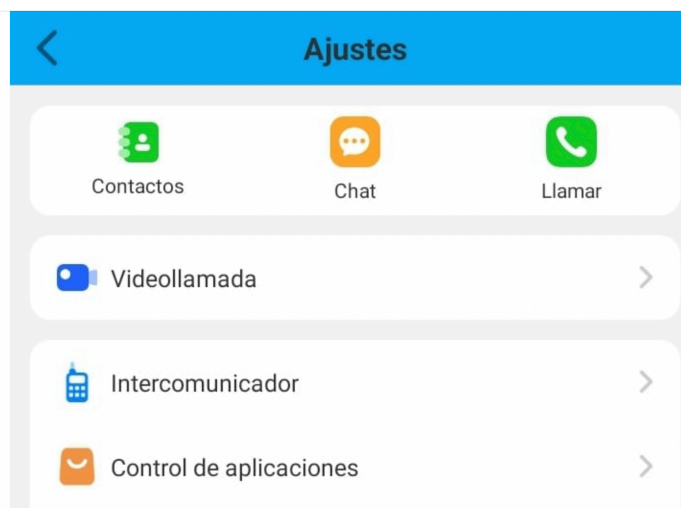 Ajustes
Contactos
Chat
Llamar
Videollamada
Intercomunicador
Control de aplicaciones